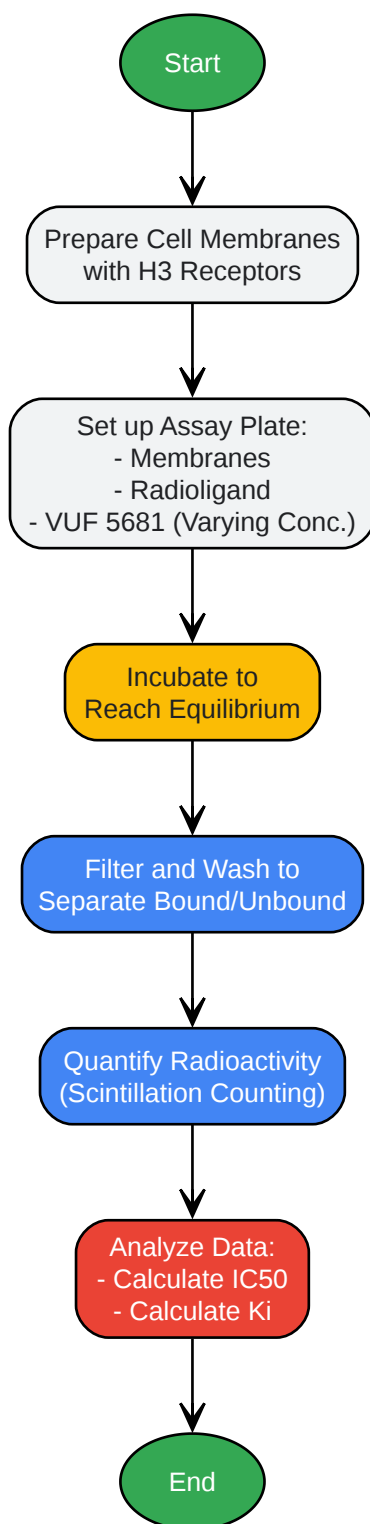 Start
Prepare Cell Membranes
with H3 Receptors
Set up Assay Plate:
- Membranes
- Radioligand
- VUF 5681 (Varying Conc.)
Incubate to
Reach Equilibrium
Filter and Wash to
Separate Bound/Unbound
Quantify Radioactivity
(Scintillation Counting)
Analyze Data:
- Calculate IC50
- Calculate Ki
End